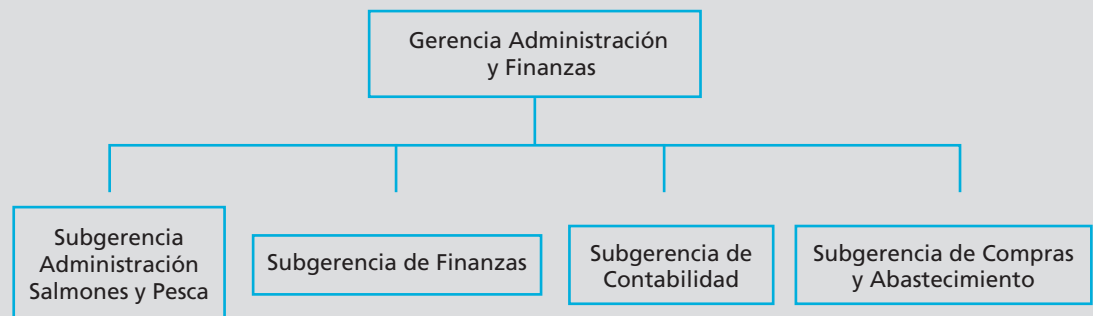 Gerencia Administración
y Finanzas
Subgerencia
Administración
Salmones y Pesca
Subgerencia de Finanzas
Subgerencia de
Contabilidad
Subgerencia de Compras
y Abastecimiento